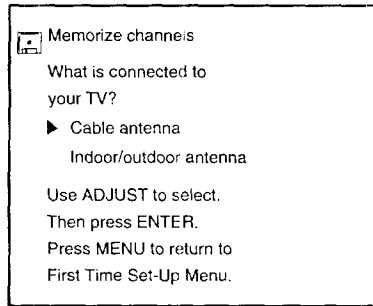 Memorize channels
What is connected to
your TV?
Cable antenna
Indoor/outdoor antenna
Use ADJUST to select.
Then press ENTER.
Press MENU to return to
First Time Set-Up Menu.